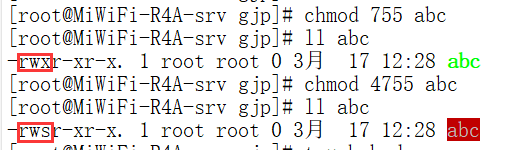 [root@MiWiFi-R4A-srv gjp]# chmod 755 abc
[root@MiWiFi-R4A-srv gjp]# ll abc
-rwxr-xr-x. 1 root root 0 3月  17 12:28 abc
[root@MiWiFi-R4A-srv gjp]# chmod 4755 abc
[root@MiWiFi-R4A-srv gjp]# ll abc
-rwsr-xr-x. 1 root root 0 3月  17 12:28 abc